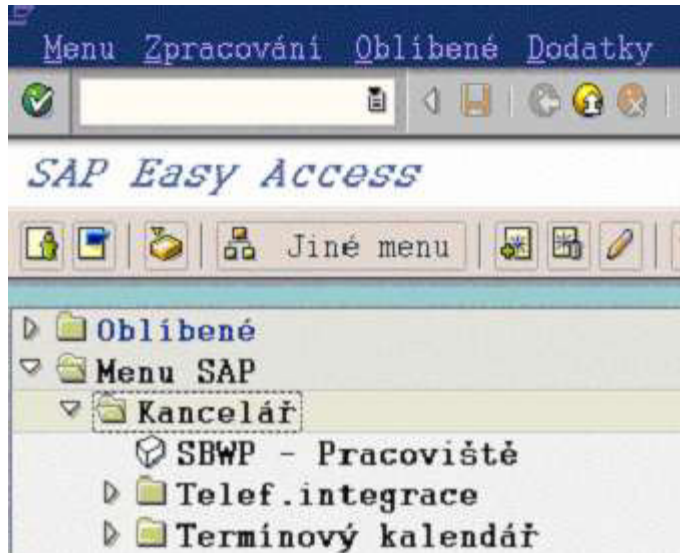 Menu Zpracování Oblíbené Dodatky
SAP Easy Access
Jiné menu
Oblíbené
Menu SAP
Kancelář
SBWP - Pracoviště
Telef.integrace
Termínový kalendář